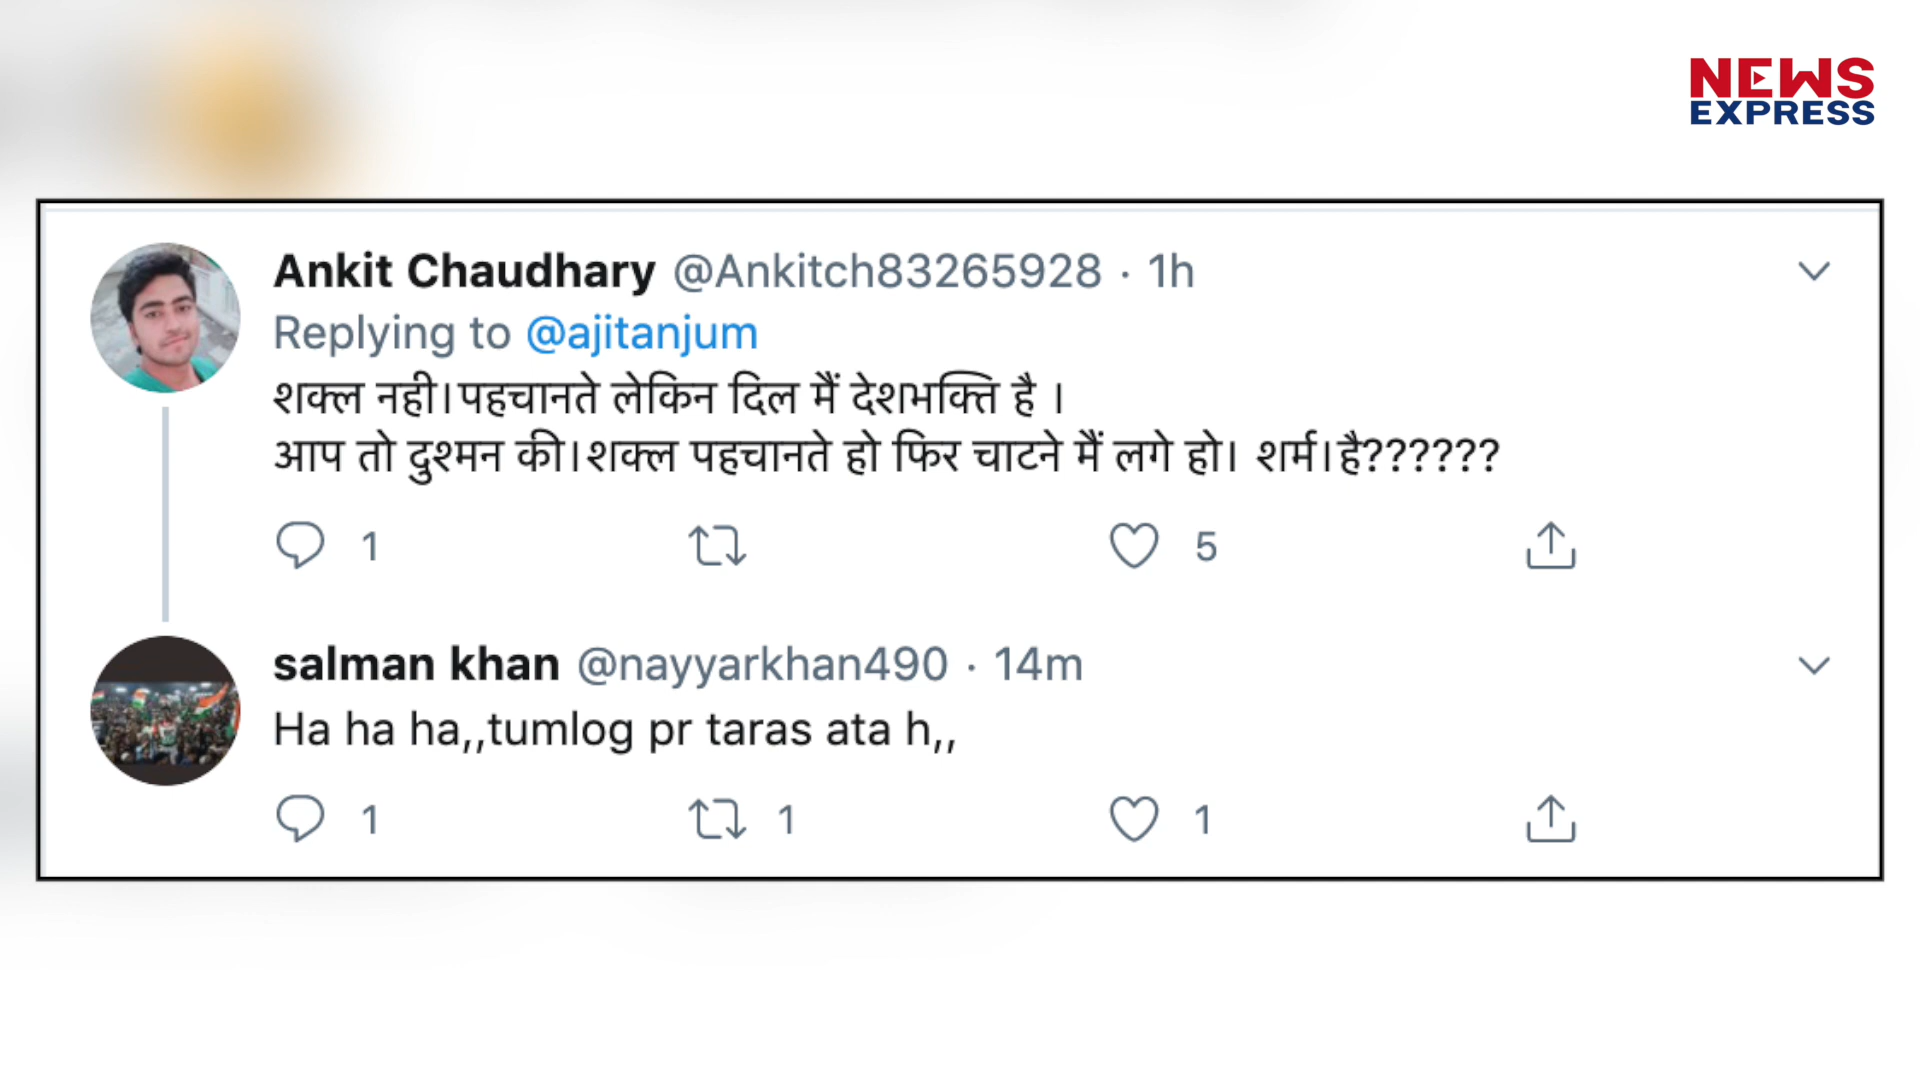 NEWS
EXPRESS
Ankit Chaudhary @Ankitch83265928 · 1h
Replying to @ajitanjum
शक्ल नही।पहचानते लेकिन दिल मैं देशभक्ति है ।
आप तो दुश्मन की।शक्ल पहचानते हो फिर चाटने मैं लगे हो। शर्म।है??????
1 5
salman khan @nayyarkhan490 · 14m
Ha ha ha,,tumlog pr taras ata h,,
1 1 1